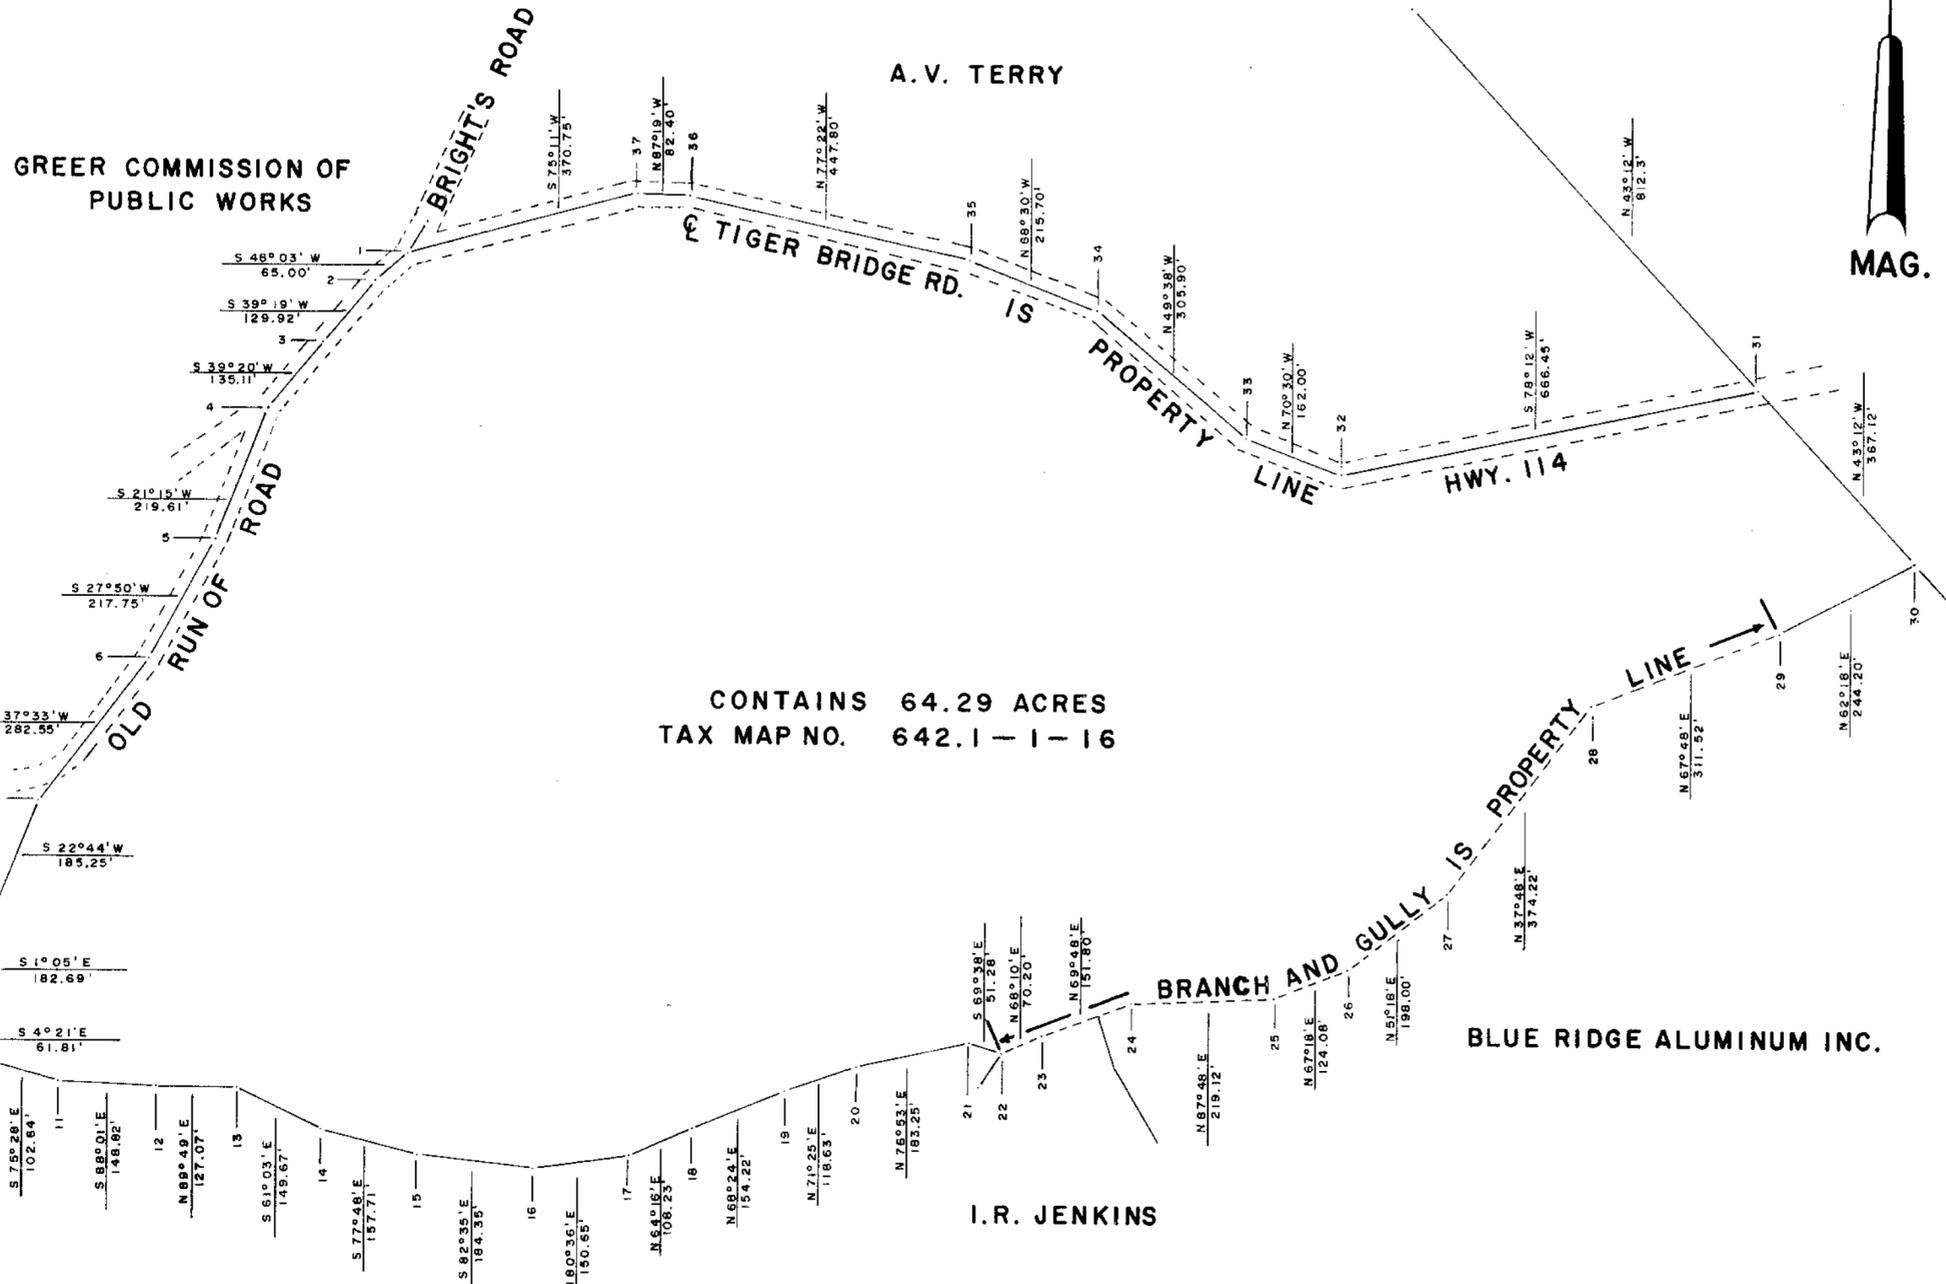 A.V. TERRY
BRIGHT'S ROAD
GREER COMMISSION OF
PUBLIC WORKS
MAG.
S 75°11' W
370.75'
37
N 87°19' W
82.40'
36
N 77°22' W
447.80'
35
N 68°30' W
215.70'
34
N 49°38' W
305.90'
33
N 70°30' W
162.00'
32
S 78°12' W
666.45'
31
N 43°12' W
812.3'
N 43°12' W
367.12'
℄ TIGER BRIDGE RD. IS PROPERTY LINE
HWY. 114
1
S 48°03' W
65.00'
2
S 39°19' W
129.92'
3
S 39°20' W
135.11'
4
S 21°15' W
219.61'
5
S 27°50' W
217.75'
6
37°33' W
282.55'
OLD RUN OF ROAD
S 22°44' W
185.25'
S 1°05' E
182.69'
S 4°21' E
61.81'
CONTAINS 64.29 ACRES
TAX MAP NO. 642.1-1-16
S 75°28' E
102.64'
11
S 88°01' E
148.82'
12
N 89°49' E
127.07'
13
S 61°03' E
149.67'
14
S 77°48' E
157.71'
15
S 82°35' E
184.35'
16
80°36' E
150.65'
17
N 64°16' E
108.23'
18
N 68°24' E
154.22'
19
N 71°25' E
118.63'
20
N 76°53' E
183.25'
21
S 69°38' E
51.28'
22
N 68°10' E
70.20'
23
N 69°48' E
151.80'
24
N 87°48' E
219.12'
25
N 67°18' E
124.08'
26
N 51°18' E
198.00'
27
N 37°48' E
374.22'
28
N 67°48' E
311.52'
29
N 62°18' E
244.20'
30
BRANCH AND GULLY IS PROPERTY LINE
BLUE RIDGE ALUMINUM INC.
I.R. JENKINS